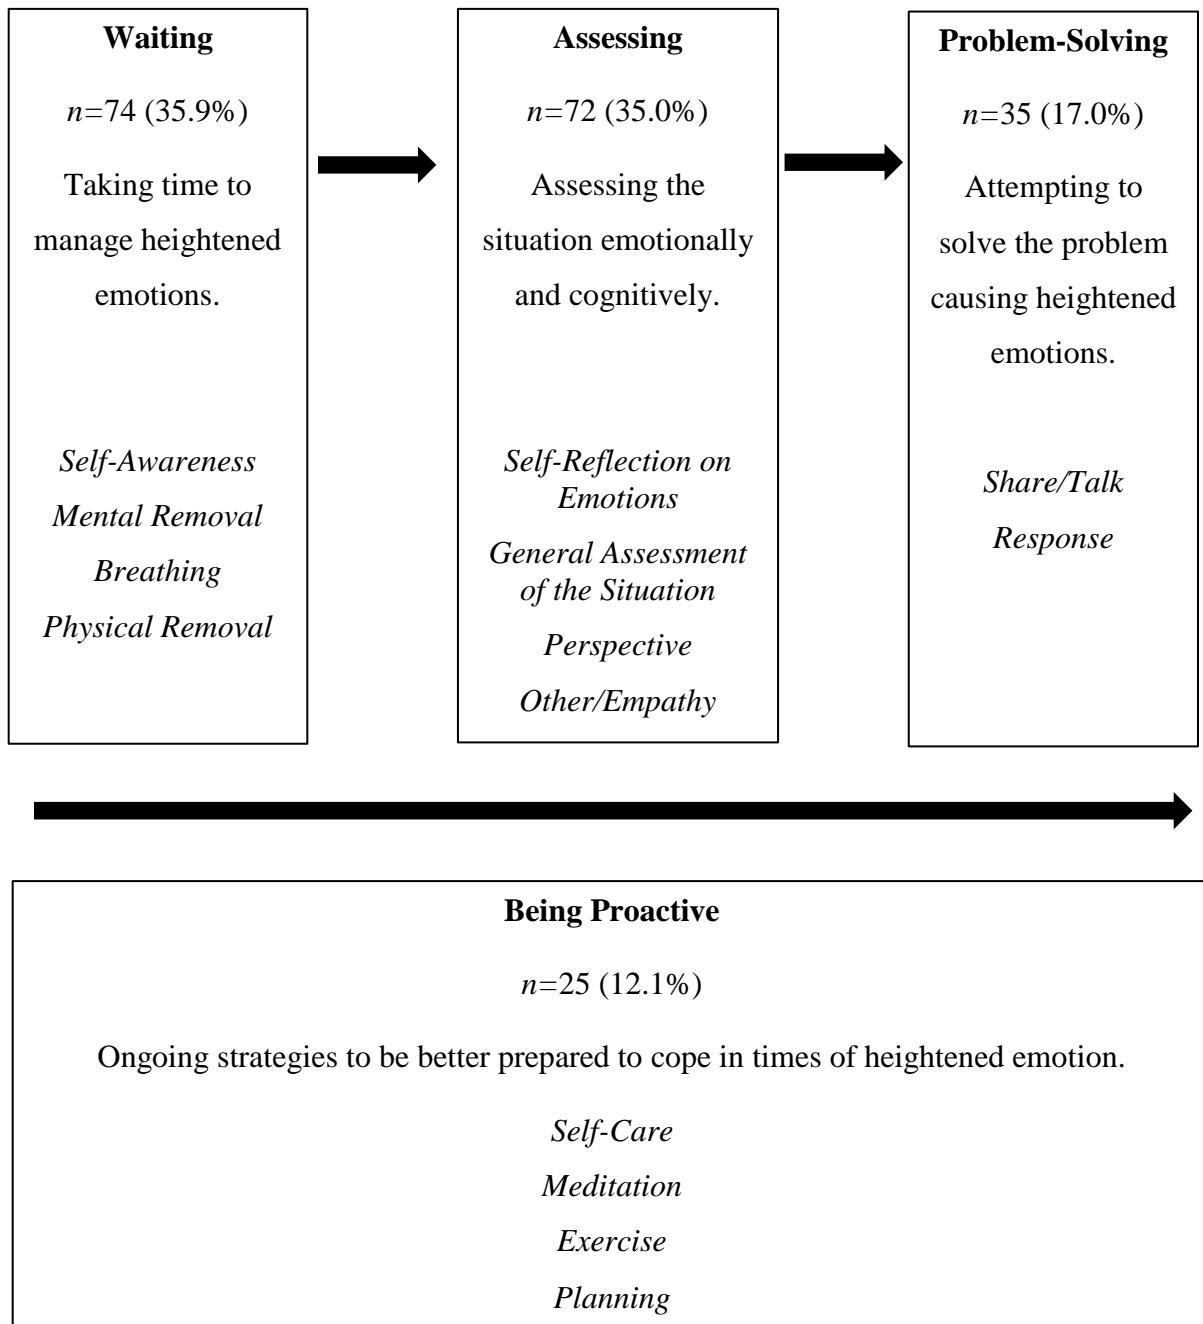 Waiting
n=74 (35.9%)
Taking time to
manage heightened
emotions.
Self-Awareness
Mental Removal
Breathing
Physical Removal
Assessing
n=72 (35.0%)
Assessing the
situation emotionally
and cognitively.
Self-Reflection on
Emotions
General Assessment
of the Situation
Perspective
Other/Empathy
Problem-Solving
n=35 (17.0%)
Attempting to
solve the problem
causing heightened
emotions.
Share/Talk
Response
Being Proactive
n=25 (12.1%)
Ongoing strategies to be better prepared to cope in times of heightened emotion.
Self-Care
Meditation
Exercise
Planning